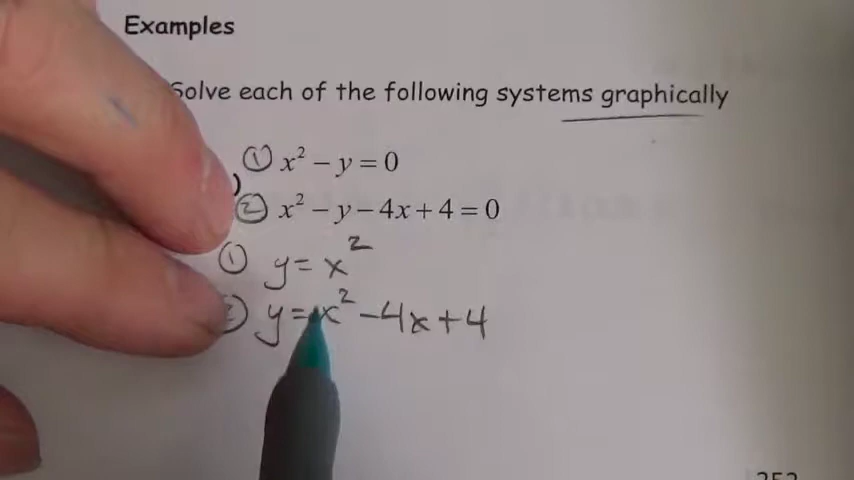 Examples
Solve each of the following systems graphically
① x² − y = 0
) ② x² − y − 4x + 4 = 0
① y = x²
② y = x² − 4x + 4